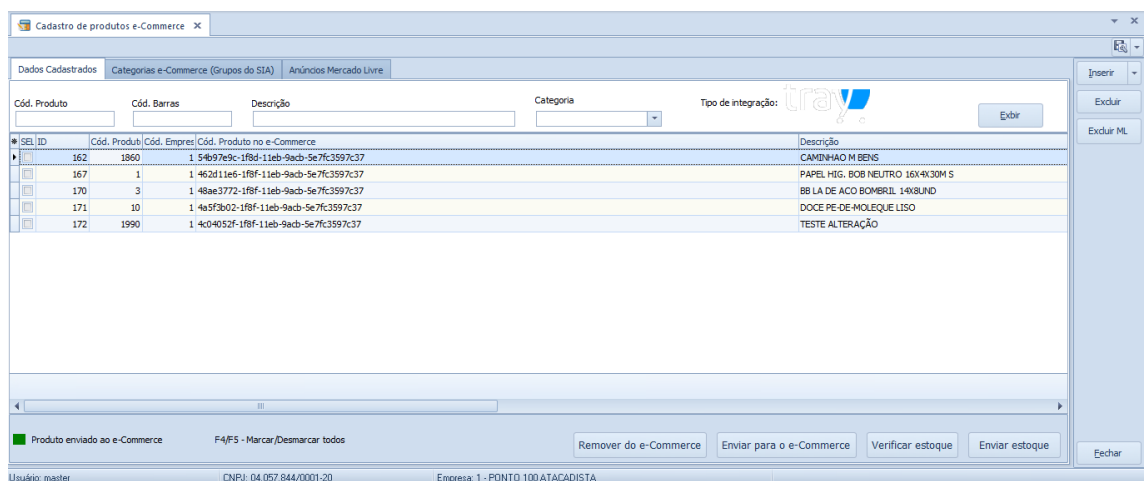 Cadastro de produtos e-Commerce
Dados Cadastrados Categorias e-Commerce (Grupos do SIA) Anúncios Mercado Livre
Inserir
Excluir
Excluir ML
Cód. Produto Cód. Barras Descrição Categoria Tipo de integração: tray
Exbir
SEL ID Cód. Produt Cód. Empres Cód. Produto no e-Commerce Descrição
162 1860 1 54b97e9c-1f8d-11eb-9acb-5e7fc3597c37 CAMINHAO M BENS
167 1 1 462d11e6-1f8f-11eb-9acb-5e7fc3597c37 PAPEL HIG. BOB NEUTRO 16X4X30M S
170 3 1 48ae3772-1f8f-11eb-9acb-5e7fc3597c37 BB LA DE ACO BOMBRIL 14X8UND
171 10 1 4a5f3b02-1f8f-11eb-9acb-5e7fc3597c37 DOCE PE-DE-MOLEQUE LISO
172 1990 1 4c04052f-1f8f-11eb-9acb-5e7fc3597c37 TESTE ALTERAÇÃO
Produto enviado ao e-Commerce F4/F5 - Marcar/Desmarcar todos Remover do e-Commerce Enviar para o e-Commerce Verificar estoque Enviar estoque
Fechar
Usuário: master CNPJ: 04.057.844/0001-20 Empresa: 1 - PONTO 100 ATACADISTA